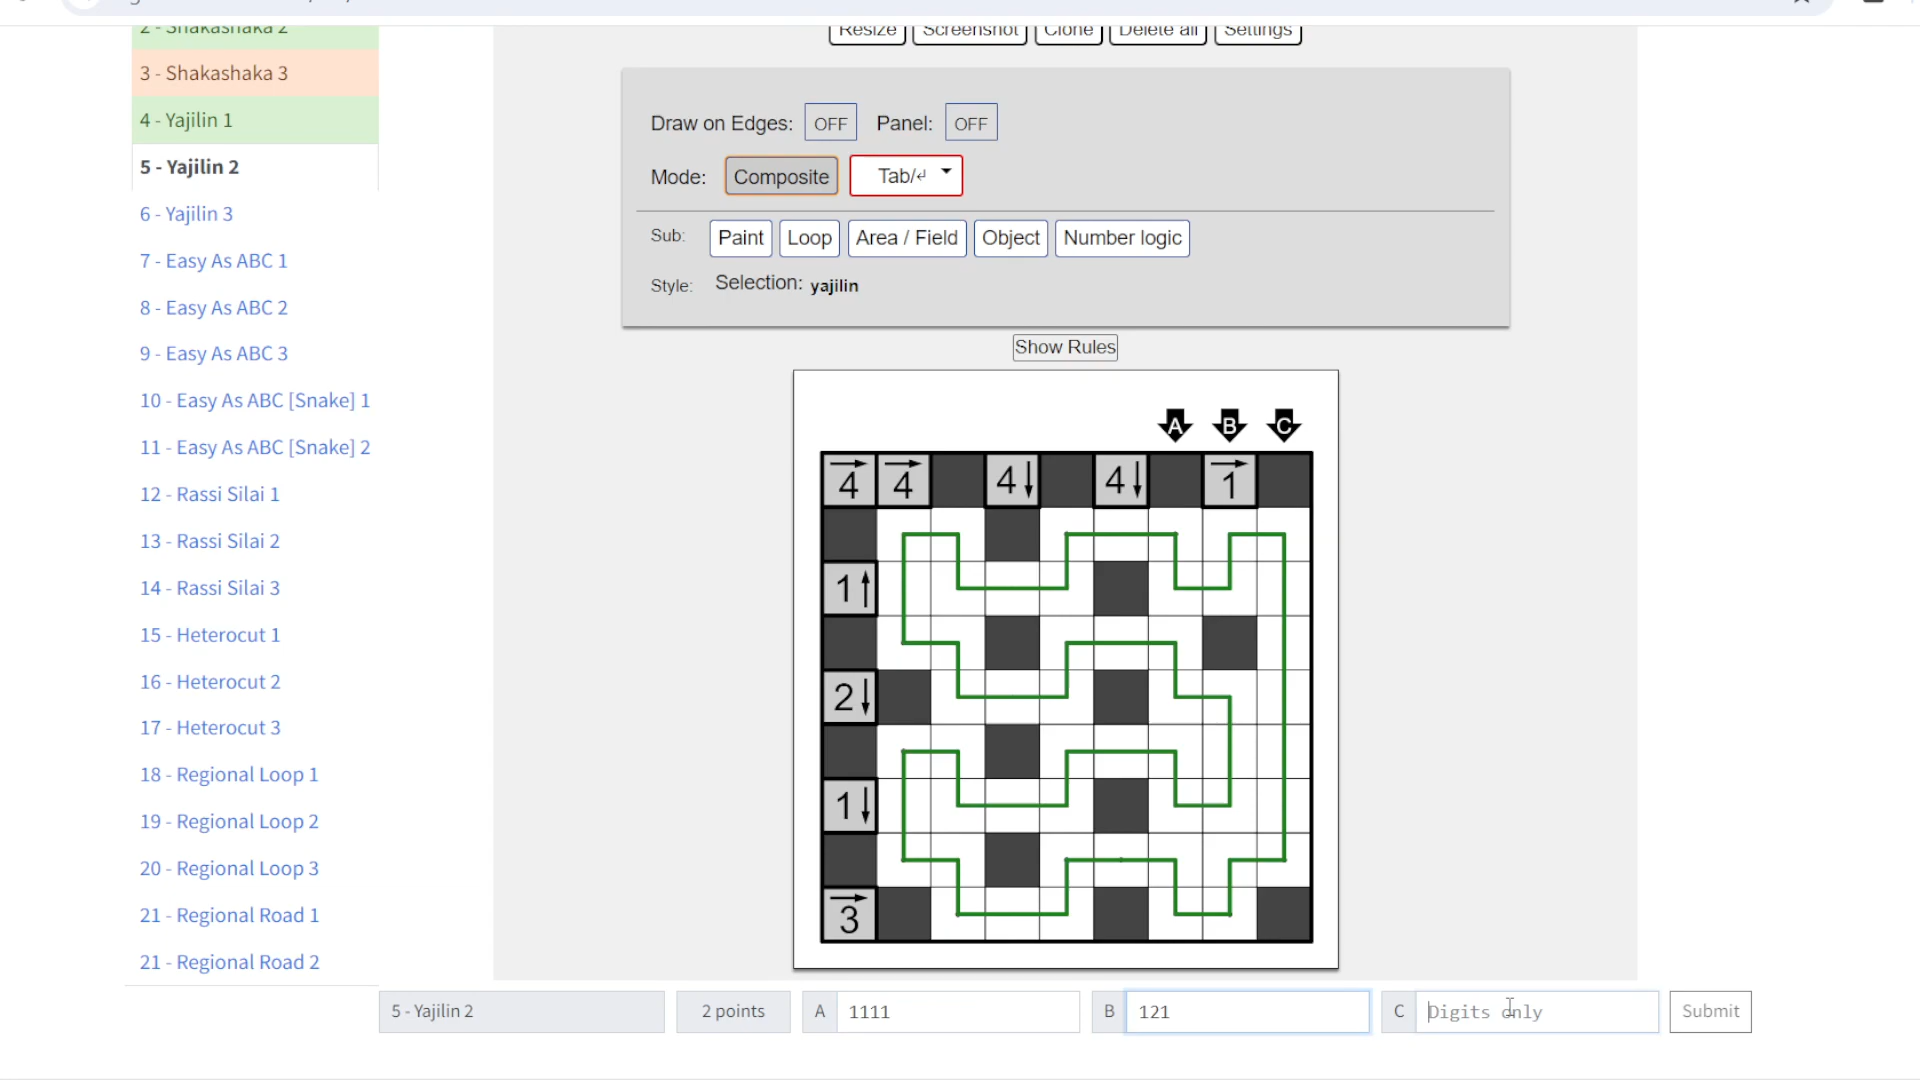 2 - Shakashaka 2
3 - Shakashaka 3
4 - Yajilin 1
5 - Yajilin 2
6 - Yajilin 3
7 - Easy As ABC 1
8 - Easy As ABC 2
9 - Easy As ABC 3
10 - Easy As ABC [Snake] 1
11 - Easy As ABC [Snake] 2
12 - Rassi Silai 1
13 - Rassi Silai 2
14 - Rassi Silai 3
15 - Heterocut 1
16 - Heterocut 2
17 - Heterocut 3
18 - Regional Loop 1
19 - Regional Loop 2
20 - Regional Loop 3
21 - Regional Road 1
21 - Regional Road 2
Resize Screenshot Clone Delete all Settings
Draw on Edges: OFF Panel: OFF
Mode: Composite Tab/↵
Sub: Paint Loop Area / Field Object Number logic
Style: Selection: yajilin
Show Rules
A B C
4 4 4 4 1
1
2
1
3
5 - Yajilin 2 2 points A 1111 B 121 C Digits only Submit